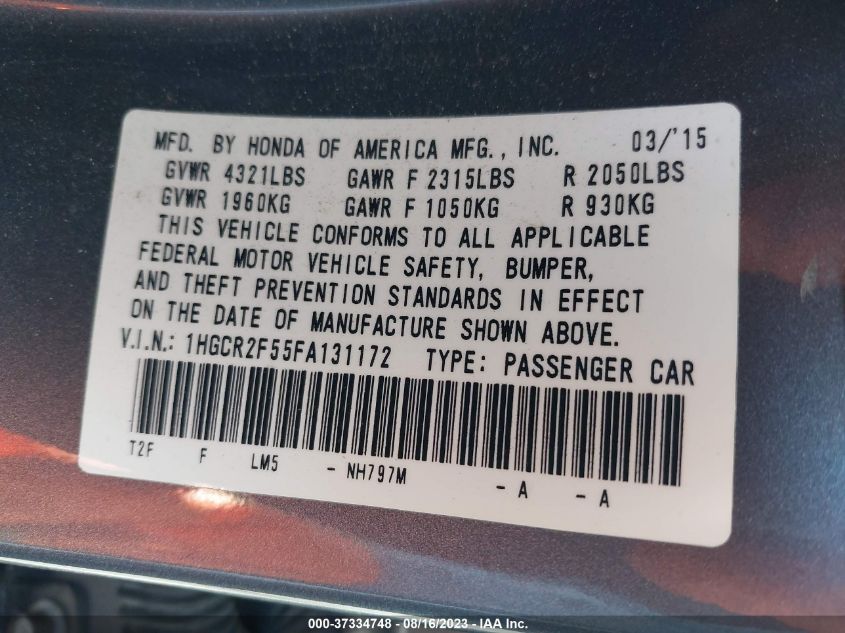 MFD. BY HONDA OF AMERICA MFG., INC. 03/'15
GVWR 4321LBS GAWR F 2315LBS R 2050LBS
GVWR 1960KG GAWR F 1050KG R 930KG
THIS VEHICLE CONFORMS TO ALL APPLICABLE
FEDERAL MOTOR VEHICLE SAFETY, BUMPER,
AND THEFT PREVENTION STANDARDS IN EFFECT
ON THE DATE OF MANUFACTURE SHOWN ABOVE.
V.I.N.: 1HGCR2F55FA131172 TYPE: PASSENGER CAR
T2F F LM5 - NH797M - A - A
000-37334748 - 08/16/2023 - IAA Inc.